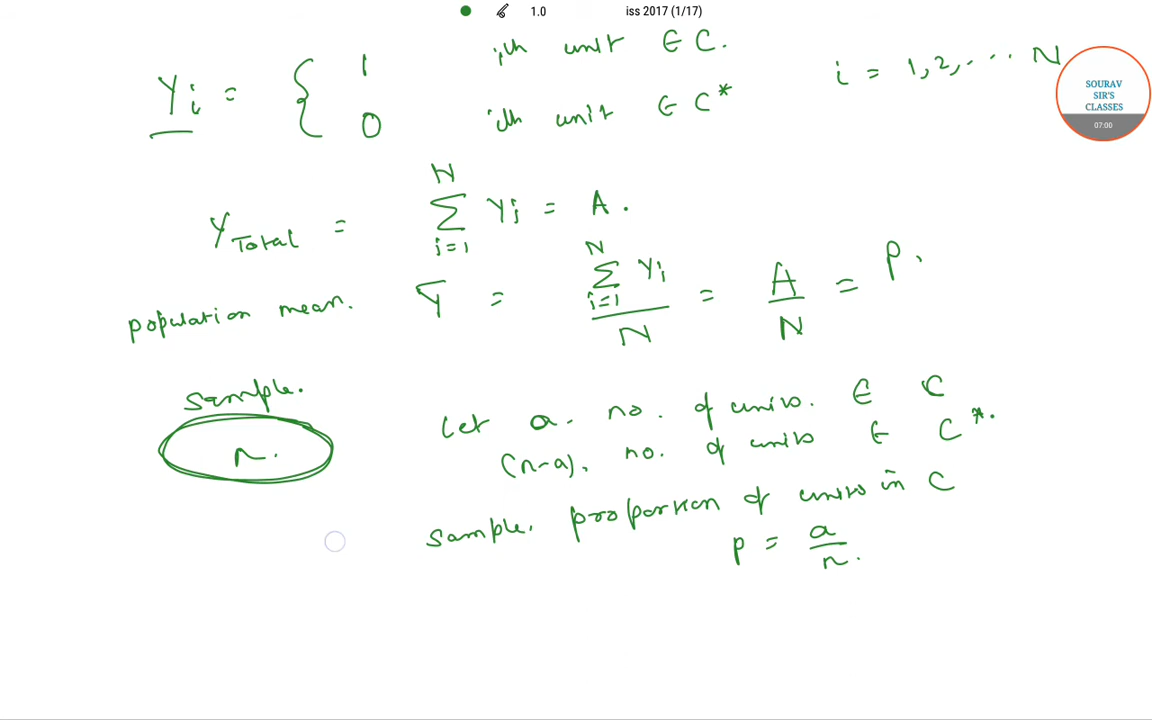 1.0 iss 2017 (1/17)
Yi = { 1 ith unit ∈ C.
0 ith unit ∈ C*
i = 1, 2, ... N
SOURAV
SIR'S
CLASSES
07:00
Y Total = N Σ i=1 Yi = A.
population mean. Ȳ = N Σ i=1 Yi / N = A / N = P.
Sample.
n.
Let a. no. of units. ∈ C
(n-a), no. of units ∈ C*.
Sample. proportion of units in C
p = a / n.